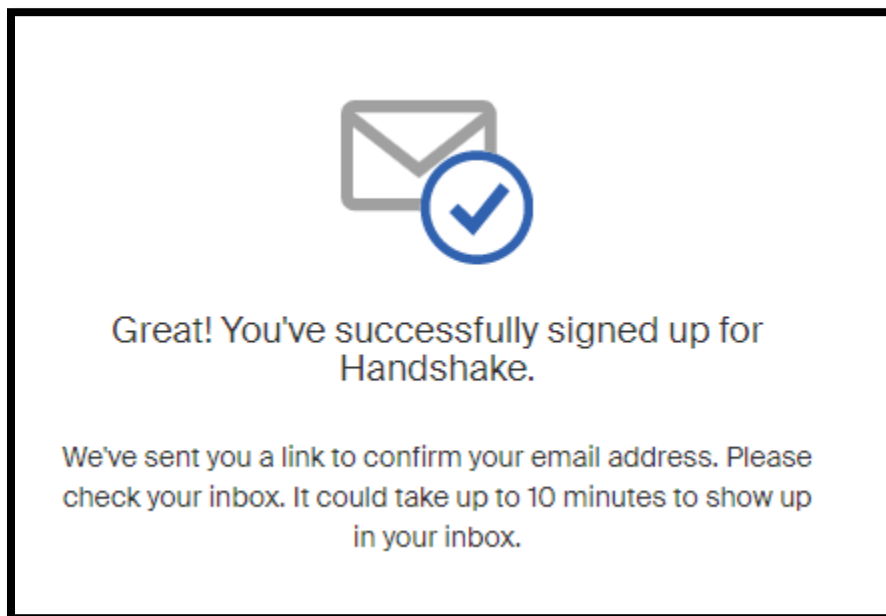 Great! You've successfully signed up for
Handshake.
We've sent you a link to confirm your email address. Please
check your inbox. It could take up to 10 minutes to show up
in your inbox.